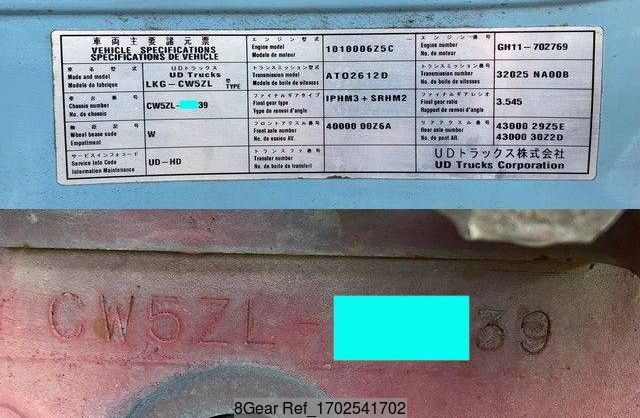 車両主要諸元票
VEHICLE SPECIFICATIONS
SPECIFICATIONS DE VEHICLE
車名型式
Made and model
Modele de fabrique
UDトラックス
UD Trucks
LKG-CW5ZL
型
TYPE
車台番号
Chassis number
No. de chassis
CW5ZL- 39
軸距記号
Wheel base code
Empattement
W
サービスインフォコード
Service Info Code
Information Maintenance
UD-HD
エンジン型式
Engine model
Modele de moteur
1010006Z5C
トランスミッション型式
Transmission model
Modele de boite de vitesses
ATO2612D
ファイナルギアタイプ
Final gear type
Type de renvoi d'angle
IPHM3+SRHM2
フロントアクスル番号
Front axle number
No. de essieu AV.
40000 00Z6A
トランスファ番号
Transfer number
No. de boite de transfert
エンジン番号
Engine number
No. de moteur
GH11-702769
トランスミッション番号
Transmission number
No. de boite de vitesses
32025 NA00B
ファイナルギアレシオ
Final gear ratio
Rapport de renvoi d'angle
3.545
リアアクスル番号
Rear axle number
No. de pont AR.
43000 29Z5E
43000 30Z2D
UDトラックス株式会社
UD Trucks Corporation
CW5ZL- 39
8Gear Ref_1702541702